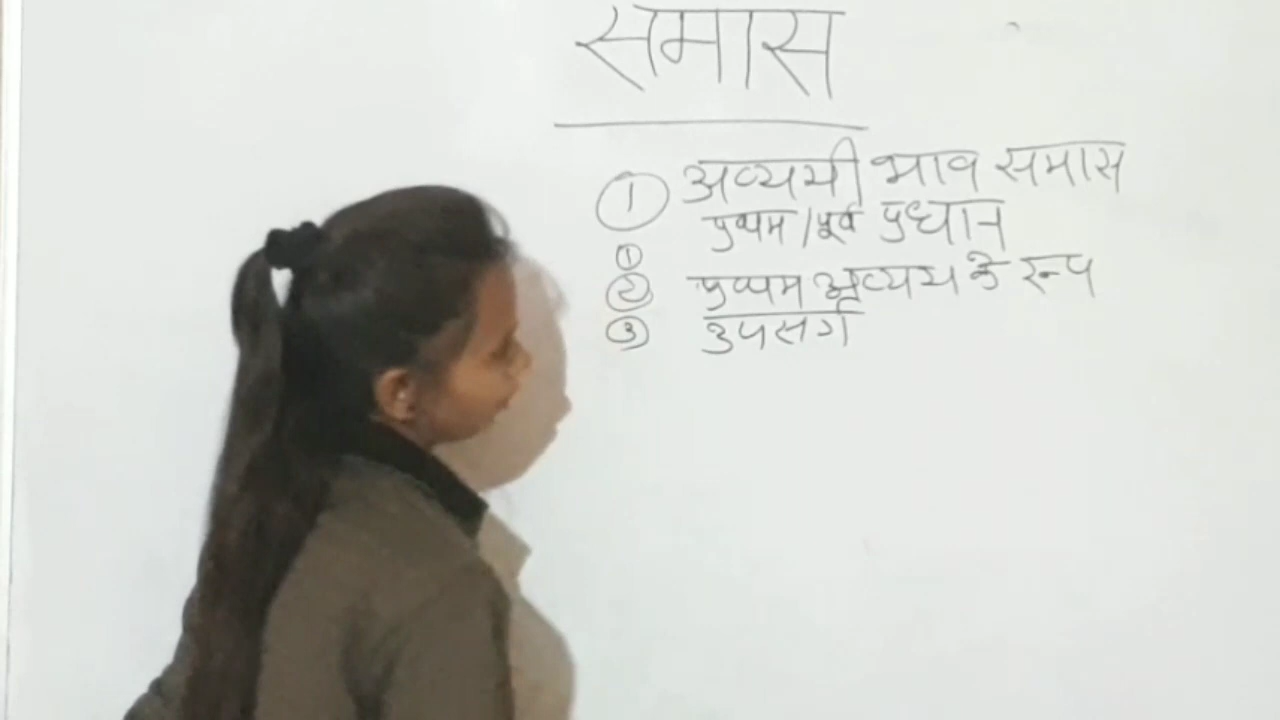 समास
① अव्ययी भाव समास
प्रथम / पूर्व प्रधान
①
② प्रथम अव्यय के रूप
③ उपसर्ग